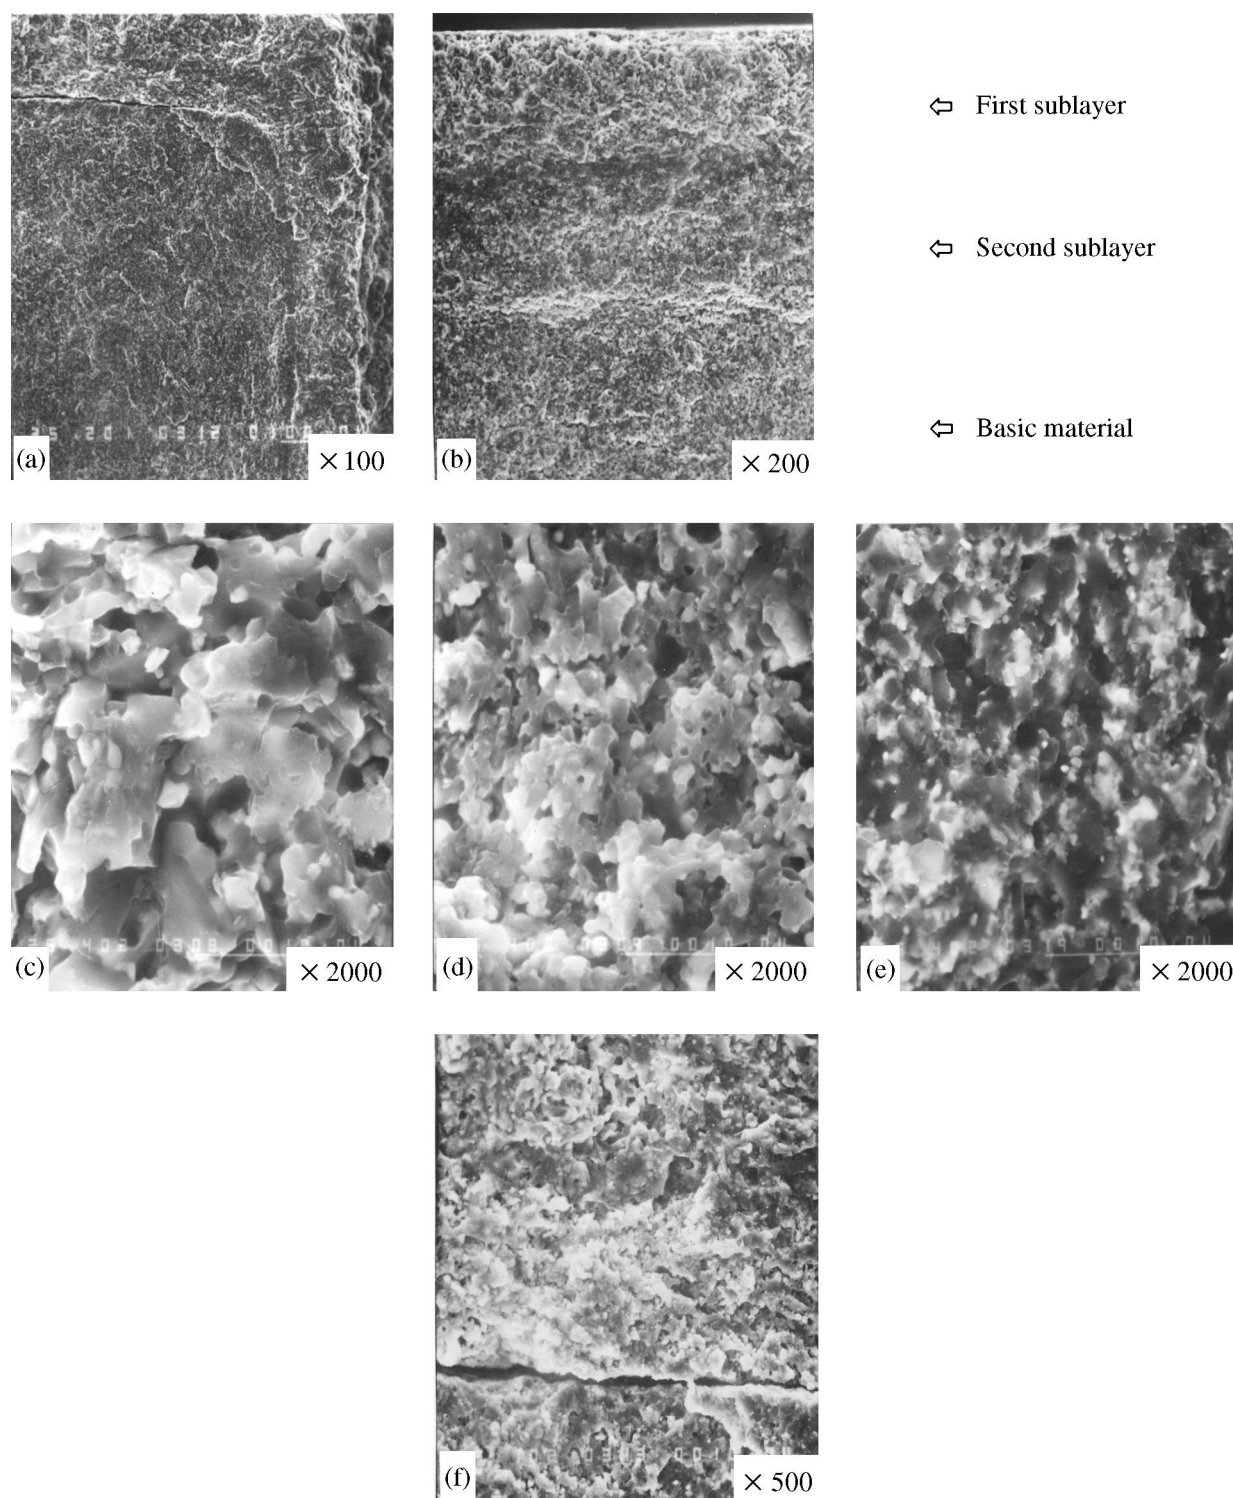 ⇦ First sublayer
⇦ Second sublayer
⇦ Basic material
(a) × 100
(b) × 200
(c) × 2000
(d) × 2000
(e) × 2000
(f) × 500